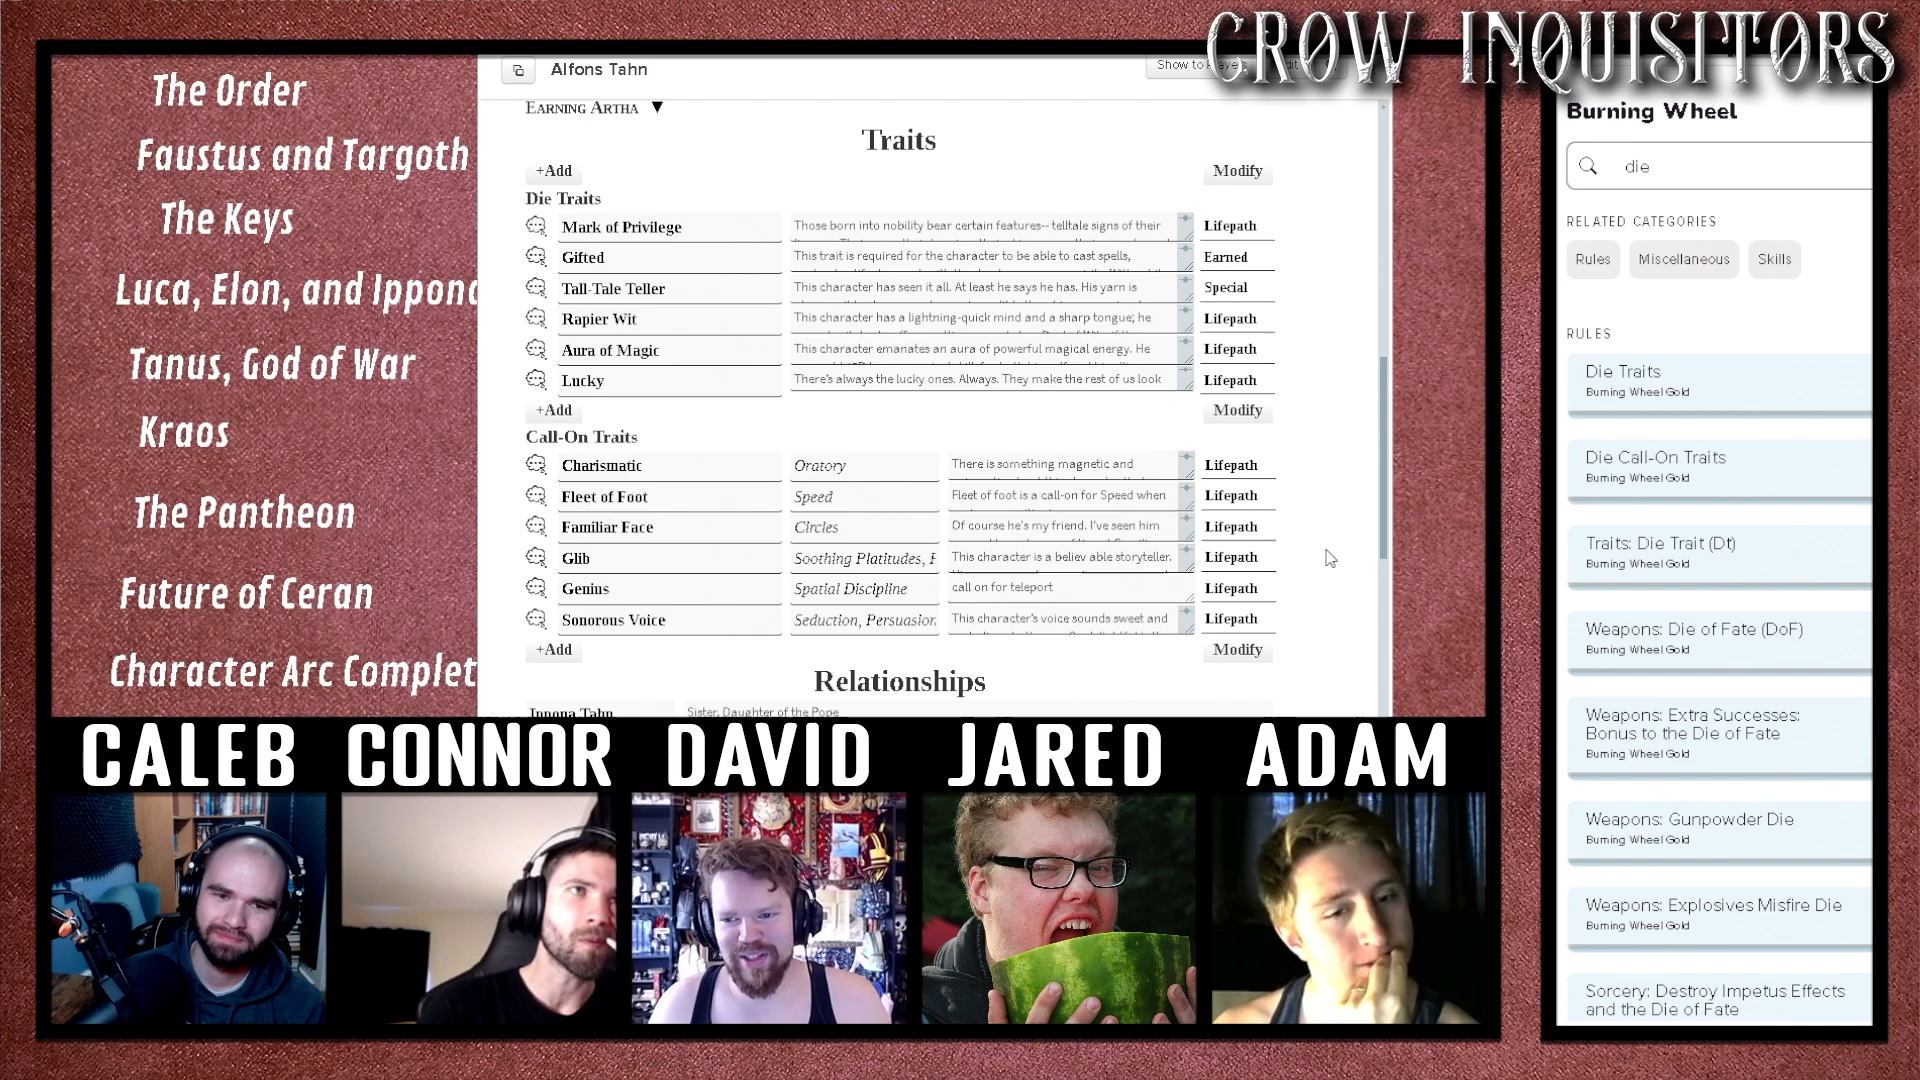 CROW INQUISITORS
The Order
Faustus and Targoth
The Keys
Luca, Elon, and Ippona
Tanus, God of War
Kraos
The Pantheon
Future of Ceran
Character Arc Complet
Alfons Tahn
Show to
EARNING ARTHA ▼
Traits
+Add Modify
Die Traits
Mark of Privilege Those born into nobility bear certain features-- telltale signs of their Lifepath
Gifted This trait is required for the character to be able to cast spells, Earned
Tall-Tale Teller This character has seen it all. At least he says he has. His yarn is Special
Rapier Wit This character has a lightning-quick mind and a sharp tongue; he Lifepath
Aura of Magic This character emanates an aura of powerful magical energy. He Lifepath
Lucky There's always the lucky ones. Always. They make the rest of us look Lifepath
+Add Modify
Call-On Traits
Charismatic Oratory There is something magnetic and Lifepath
Fleet of Foot Speed Fleet of foot is a call-on for Speed when Lifepath
Familiar Face Circles Of course he's my friend. I've seen him Lifepath
Glib Soothing Platitudes, This character is a believ able storyteller. Lifepath
Genius Spatial Discipline call on for teleport Lifepath
Sonorous Voice Seduction, Persuasion, This character's voice sounds sweet and Lifepath
+Add Modify
Relationships
Ippona Tahn Sister, Daughter of the Pope
CALEB CONNOR DAVID JARED ADAM
Burning Wheel
die
RELATED CATEGORIES
Rules Miscellaneous Skills
RULES
Die Traits
Burning Wheel Gold
Die Call-On Traits
Burning Wheel Gold
Traits: Die Trait (Dt)
Burning Wheel Gold
Weapons: Die of Fate (DoF)
Burning Wheel Gold
Weapons: Extra Successes:
Bonus to the Die of Fate
Burning Wheel Gold
Weapons: Gunpowder Die
Burning Wheel Gold
Weapons: Explosives Misfire Die
Burning Wheel Gold
Sorcery: Destroy Impetus Effects
and the Die of Fate